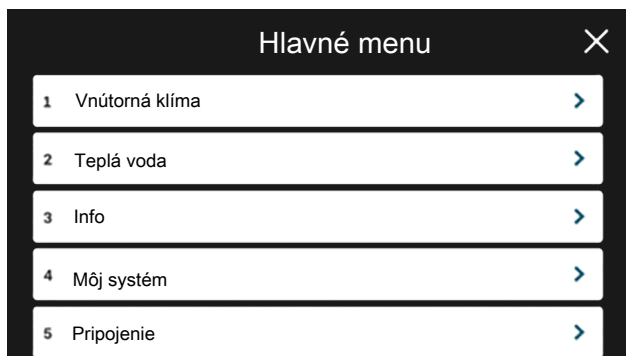 Hlavné menu
1 Vnútorná klíma
2 Teplá voda
3 Info
4 Môj systém
5 Pripojenie